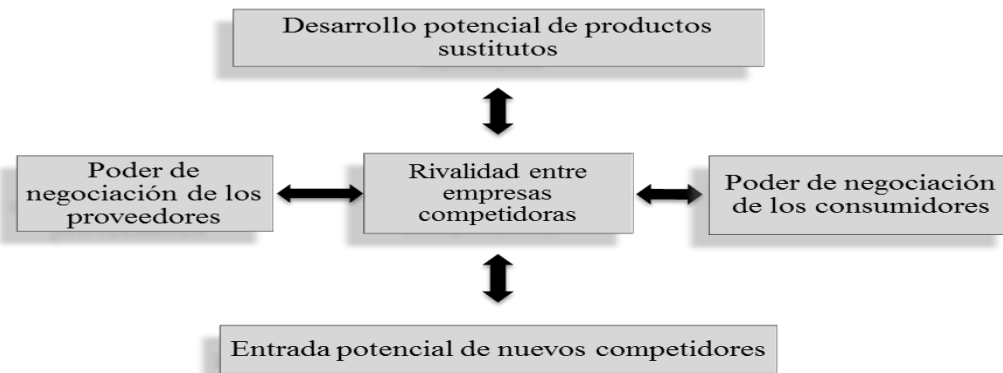 Desarrollo potencial de productos
sustitutos
Poder de
negociación de los
proveedores
Rivalidad entre
empresas
competidoras
Poder de negociación
de los consumidores
Entrada potencial de nuevos competidores